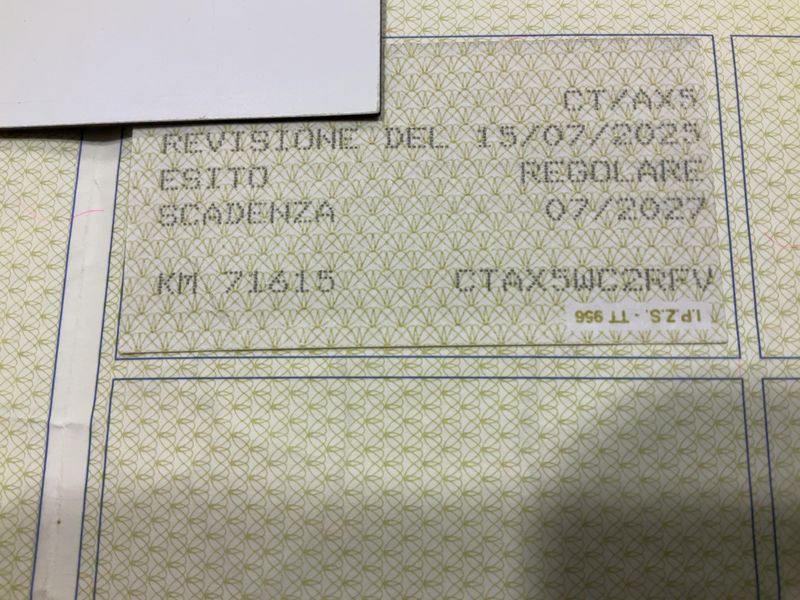 CT/AX5
REVISIONE DEL 15/07/2025
ESITO REGOLARE
SCADENZA 07/2027
KM 71615 CTAX5WC2RFV
I.P.Z.S. - TT 956